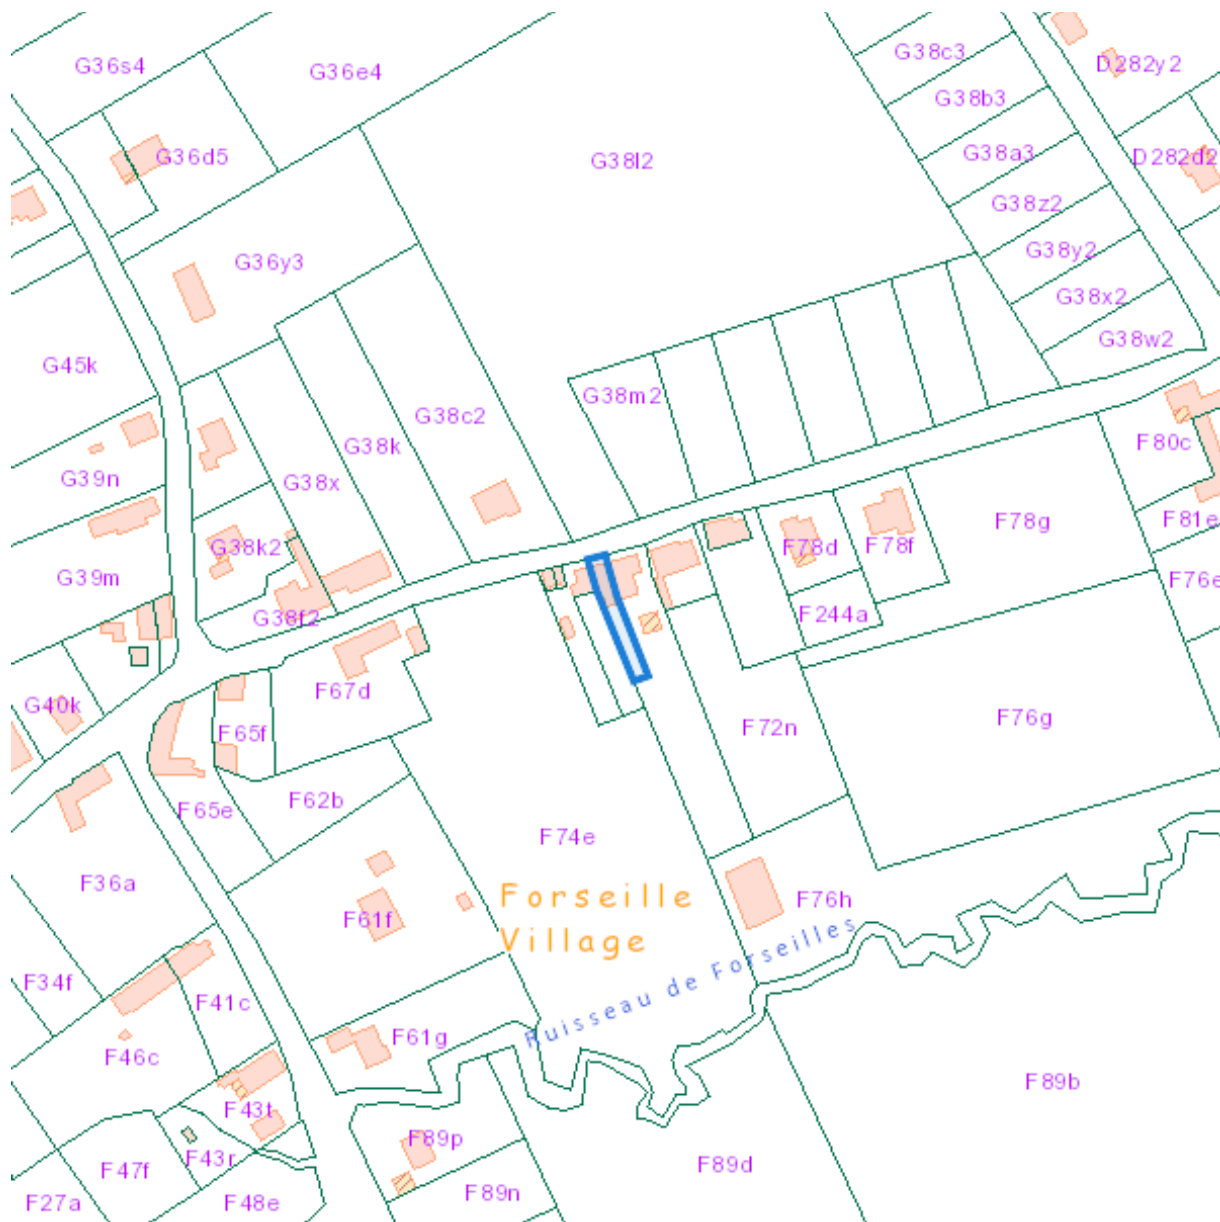 G38c3
G36s4
D282y2
G36e4
G38b3
G38a3
G36d5
D282d2
G38l2
G38z2
G38y2
G36y3
G38x2
G38w2
G45k
G38m2
G38c2
F80c
G38k
G39n
G38x
F81e
F78g
F78f
F78d
G38k2
G39m
F76e
F244a
G38f2
F67d
G40k
F76g
F72n
F65f
F62b
F65e
F74e
F36a
Forseille
Village
F76h
F61f
Ruisseau de Forseilles
F34f
F41c
F61g
F46c
F89b
F43t
F89p
F43r
F89d
F47f
F89n
F27a
F48e